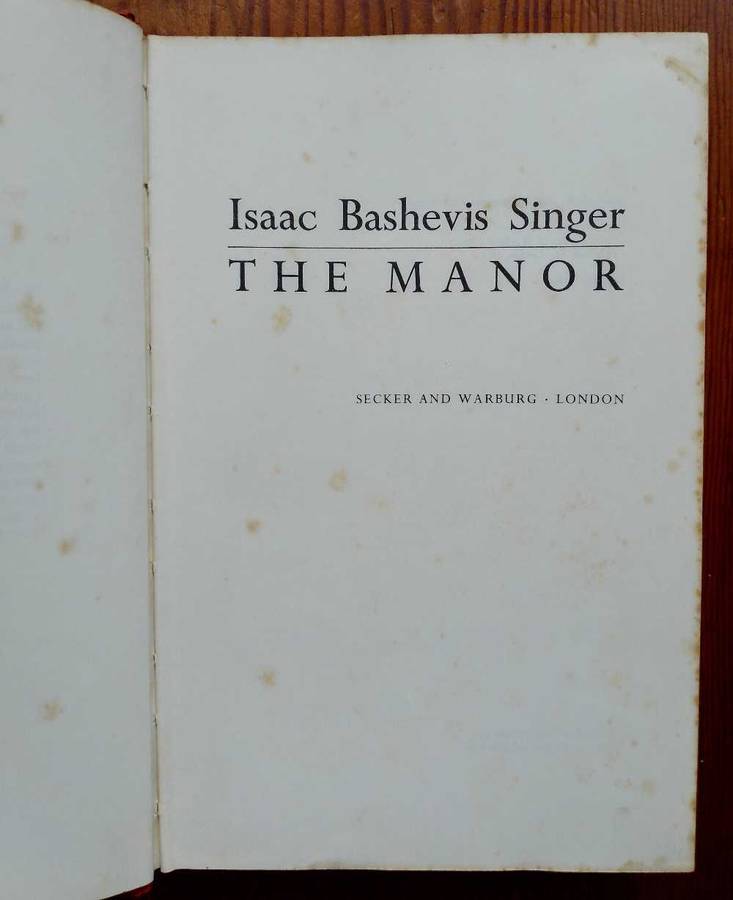 Isaac Bashevis Singer
THE MANOR
SECKER AND WARBURG · LONDON